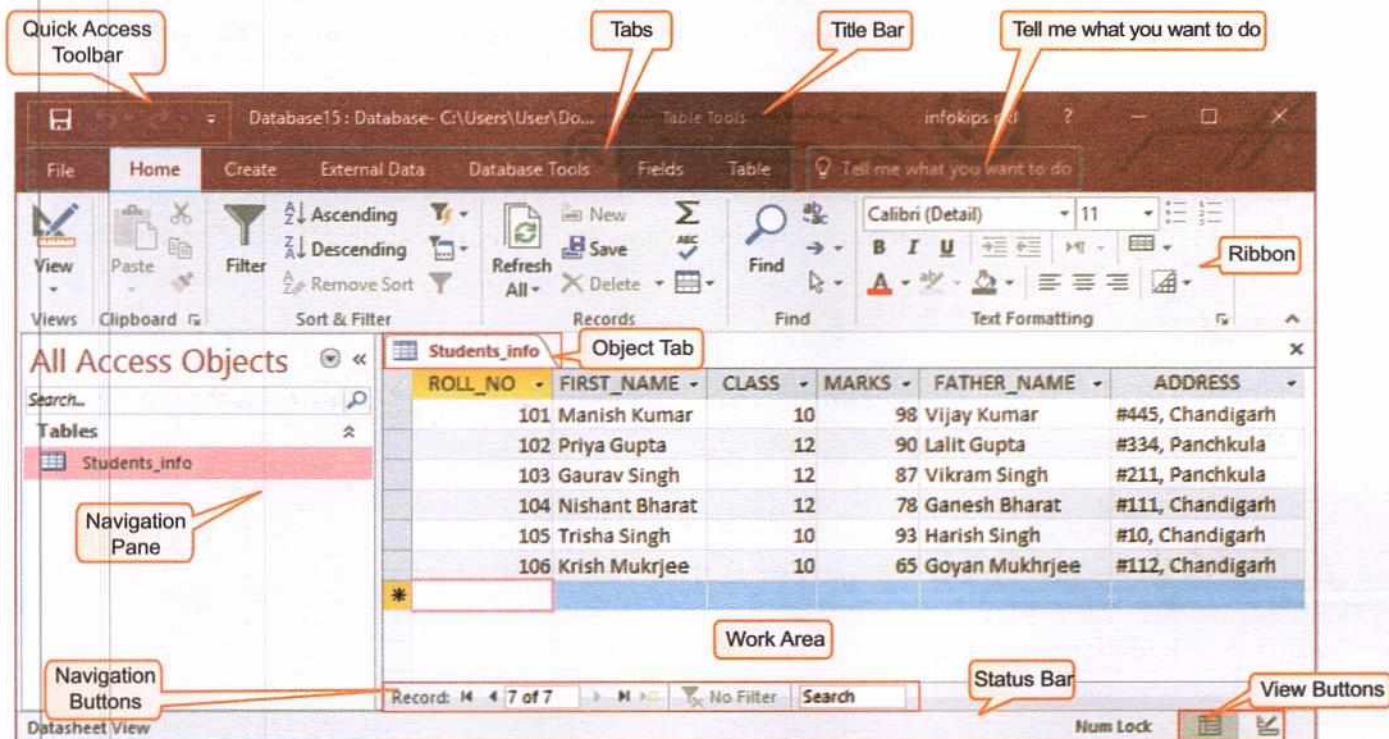 Quick Access Toolbar
Tabs
Title Bar
Tell me what you want to do
Database15 : Database- C:\Users\User\Do... Table Tools infokips ?
File Home Create External Data Database Tools Fields Table Tell me what you want to do
View Paste Filter Ascending Descending Remove Sort Refresh All New Save Delete Find Calibri (Detail) 11 B I U
Ribbon
Views Clipboard Sort & Filter Records Find Text Formatting
All Access Objects «
Search...
Tables
Students_info
Navigation Pane
Students_info
Object Tab
ROLL_NO FIRST_NAME CLASS MARKS FATHER_NAME ADDRESS
101 Manish Kumar 10 98 Vijay Kumar #445, Chandigarh
102 Priya Gupta 12 90 Lalit Gupta #334, Panchkula
103 Gaurav Singh 12 87 Vikram Singh #211, Panchkula
104 Nishant Bharat 12 78 Ganesh Bharat #111, Chandigarh
105 Trisha Singh 10 93 Harish Singh #10, Chandigarh
106 Krish Mukrjee 10 65 Goyan Mukhrjee #112, Chandigarh
Work Area
Navigation Buttons
Record: 7 of 7 No Filter Search
Status Bar
View Buttons
Datasheet View Num Lock